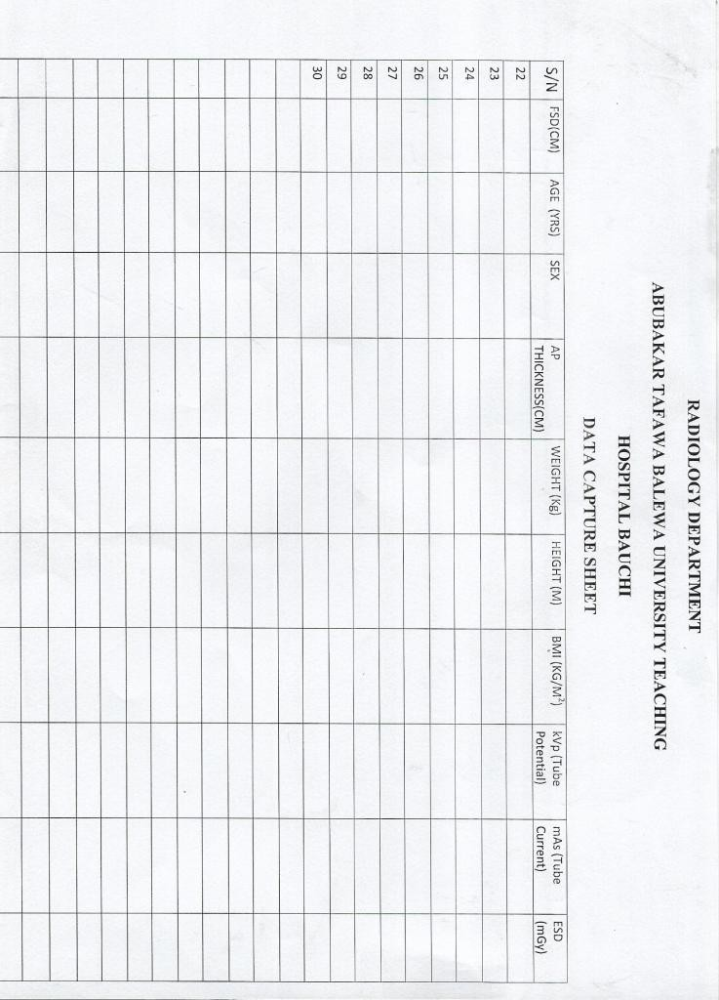 RADIOLOGY DEPARTMENT
ABUBAKAR TAFAWA BALEWA UNIVERSITY TEACHING
HOSPITAL BAUCHI
DATA CAPTURE SHEET
S/N FSD(CM) AGE (YRS) SEX AP THICKNESS(CM) WEIGHT (Kg) HEIGHT (M) BMI (KG/M²) kVp (Tube Potential) mAs (Tube Current) ESD (mGy)
22
23
24
25
26
27
28
29
30